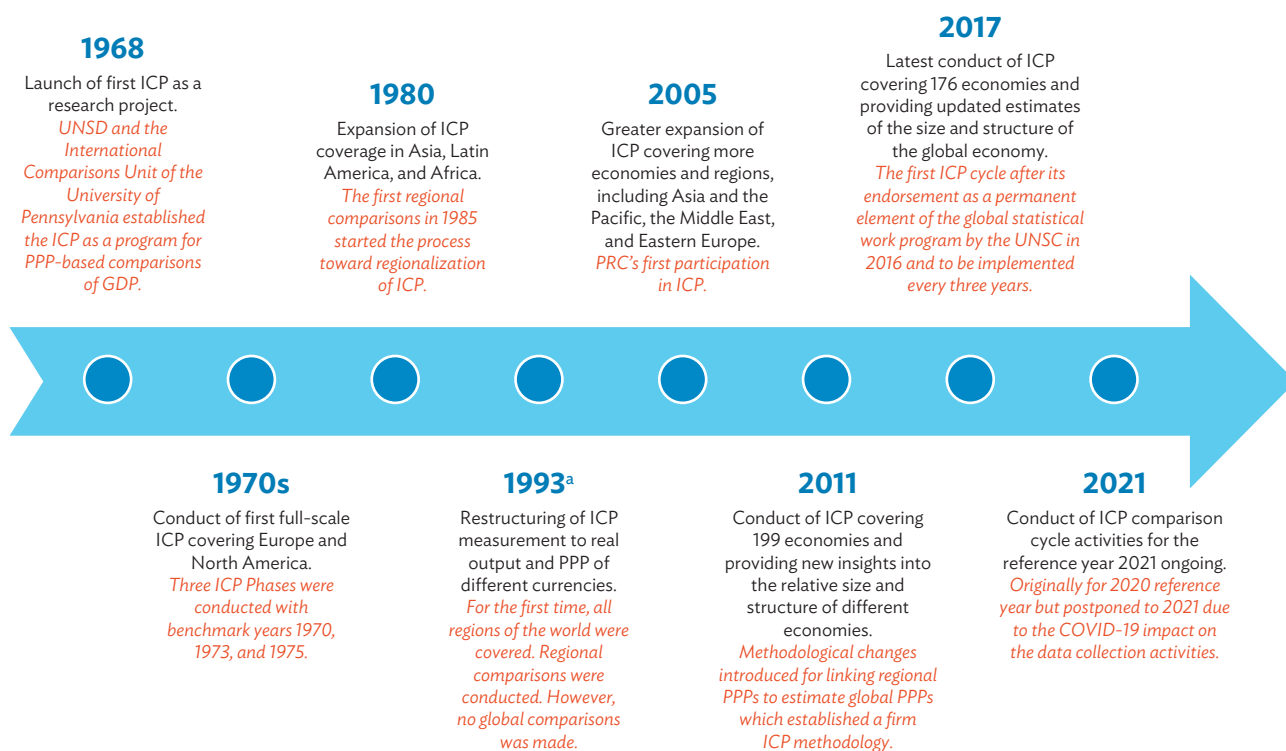 1968
Launch of first ICP as a
research project.
UNSD and the
International
Comparisons Unit of the
University of
Pennsylvania established
the ICP as a program for
PPP-based comparisons
of GDP.
1970s
Conduct of first full-scale
ICP covering Europe and
North America.
Three ICP Phases were
conducted with
benchmark years 1970,
1973, and 1975.
1980
Expansion of ICP
coverage in Asia, Latin
America, and Africa.
The first regional
comparisons in 1985
started the process
toward regionalization
of ICP.
1993a
Restructuring of ICP
measurement to real
output and PPP of
different currencies.
For the first time, all
regions of the world were
covered. Regional
comparisons were
conducted. However,
no global comparisons
was made.
2005
Greater expansion of
ICP covering more
economies and regions,
including Asia and the
Pacific, the Middle East,
and Eastern Europe.
PRC's first participation
in ICP.
2011
Conduct of ICP covering
199 economies and
providing new insights into
the relative size and
structure of different
economies.
Methodological changes
introduced for linking regional
PPPs to estimate global PPPs
which established a firm
ICP methodology.
2017
Latest conduct of ICP
covering 176 economies and
providing updated estimates
of the size and structure of
the global economy.
The first ICP cycle after its
endorsement as a permanent
element of the global statistical
work program by the UNSC in
2016 and to be implemented
every three years.
2021
Conduct of ICP comparison
cycle activities for the
reference year 2021 ongoing.
Originally for 2020 reference
year but postponed to 2021 due
to the COVID-19 impact on
the data collection activities.